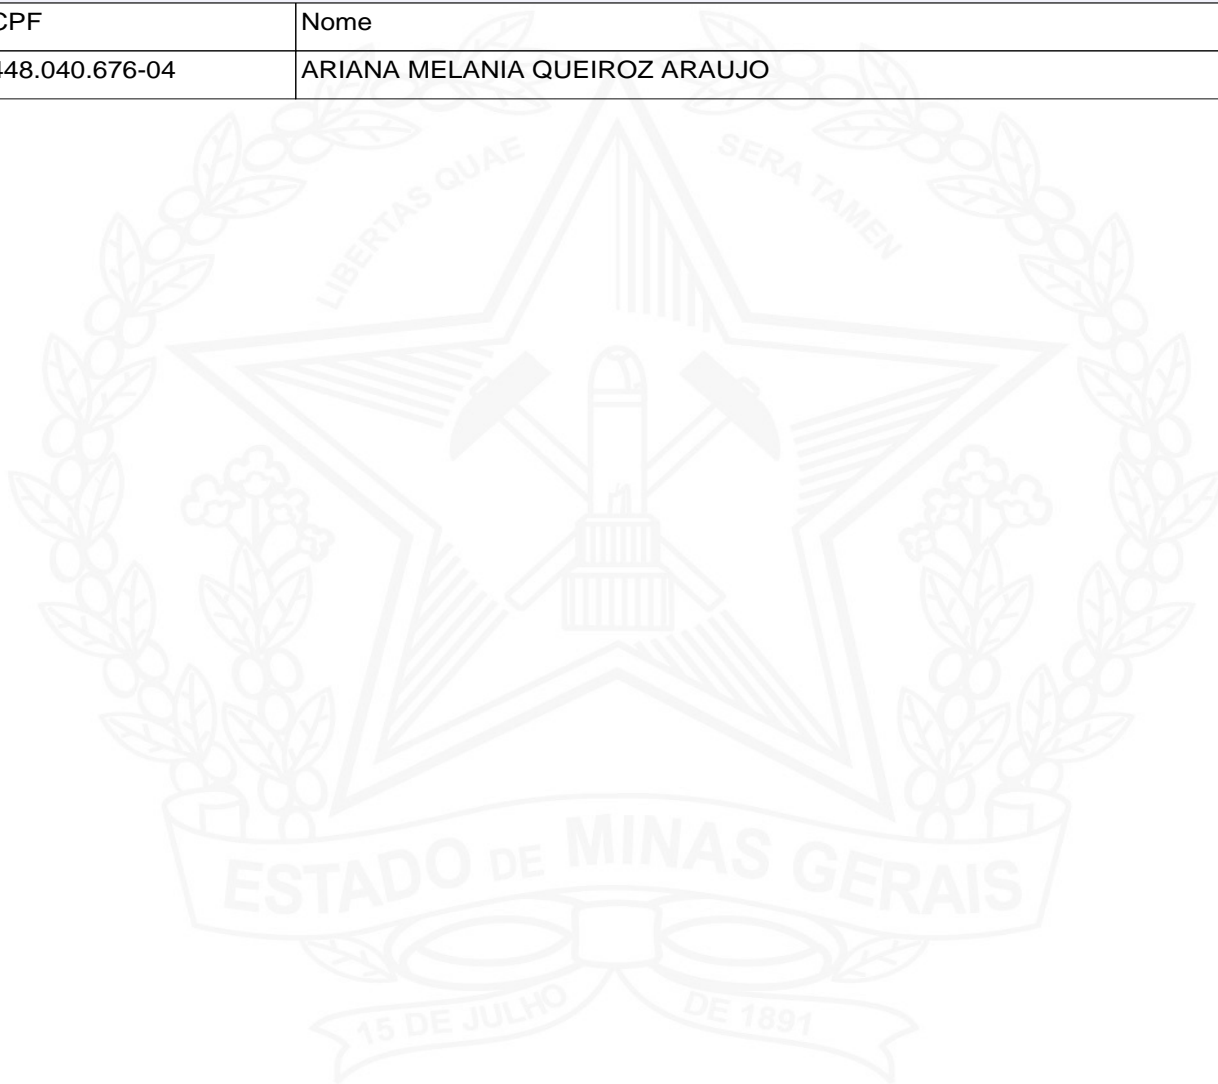 CPF Nome
448.040.676-04 ARIANA MELANIA QUEIROZ ARAUJO
LIBERTAS QUAE SERA TAMEN
ESTADO DE MINAS GERAIS
15 DE JULHO DE 1891